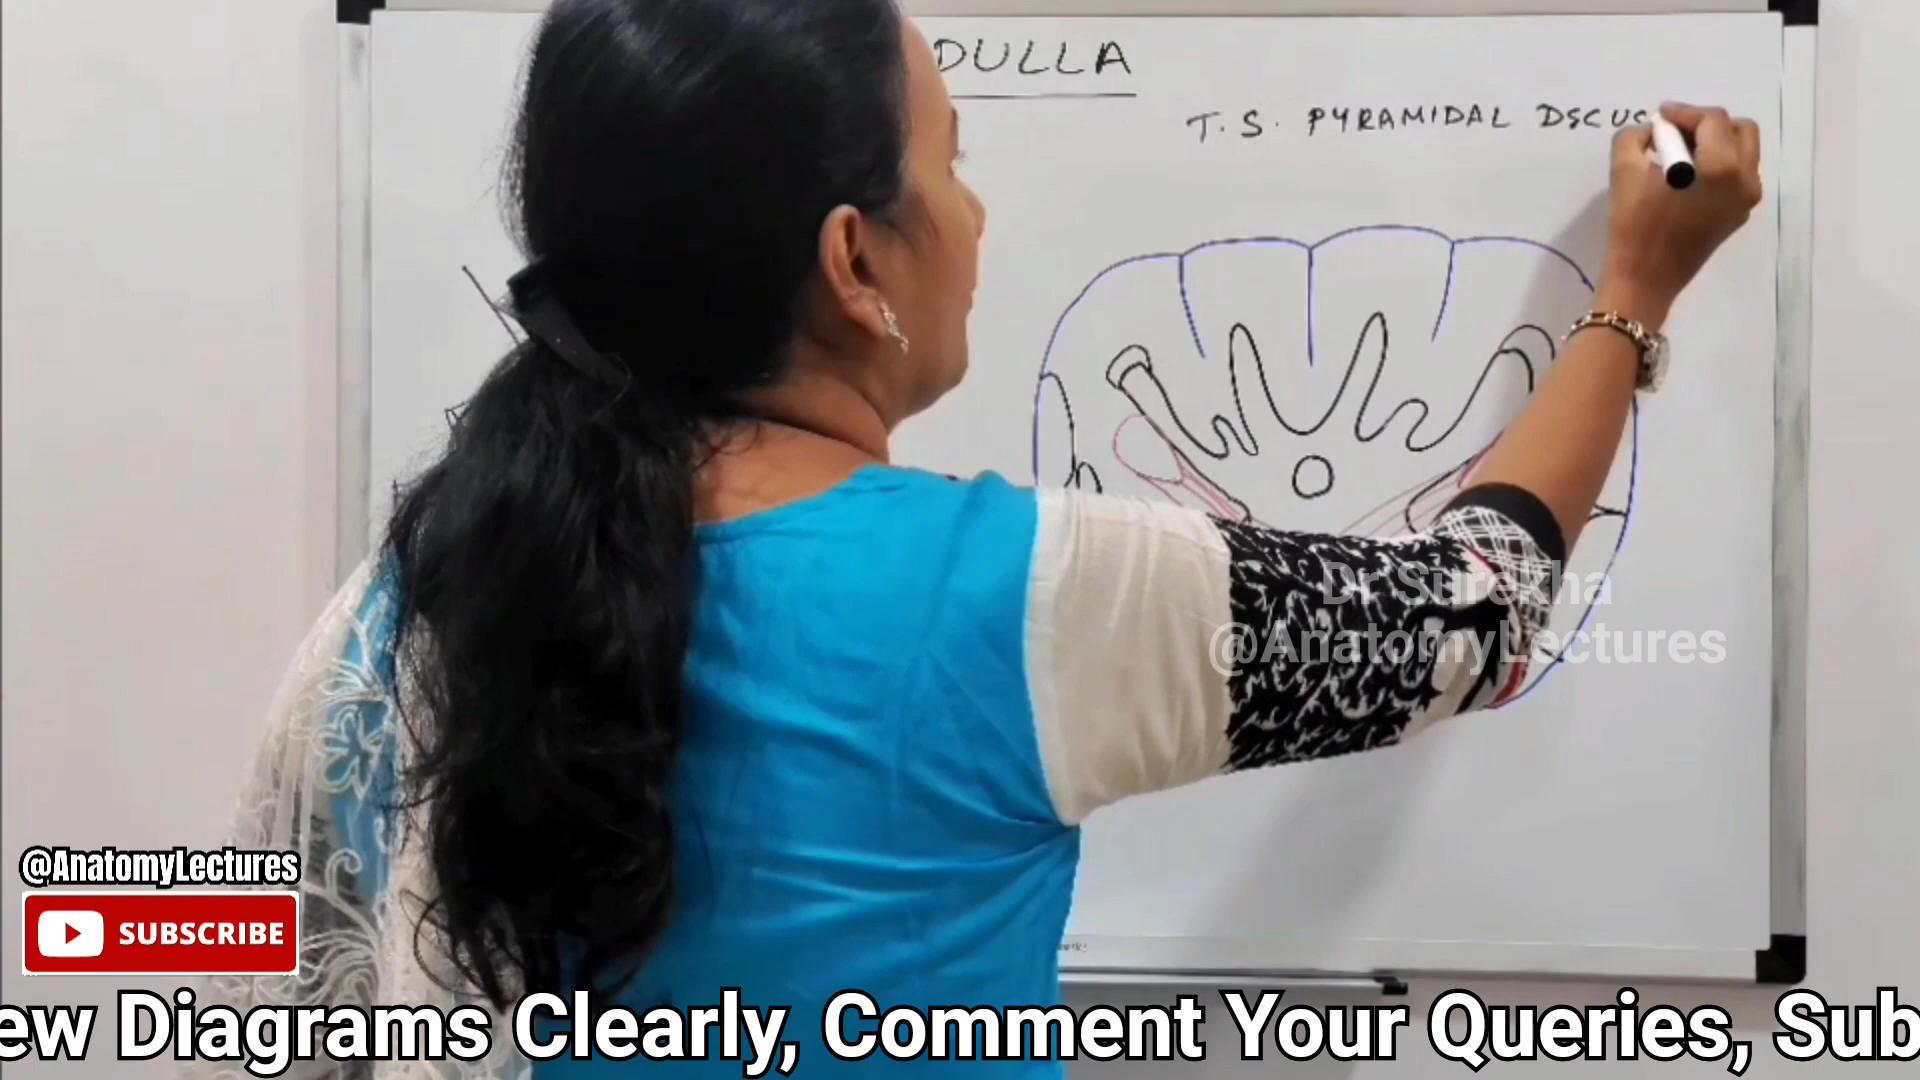 DULLA
T. S. PYRAMIDAL DSCUS
Dr Surekha
@AnatomyLectures
@AnatomyLectures
SUBSCRIBE
ew Diagrams Clearly, Comment Your Queries, Sub